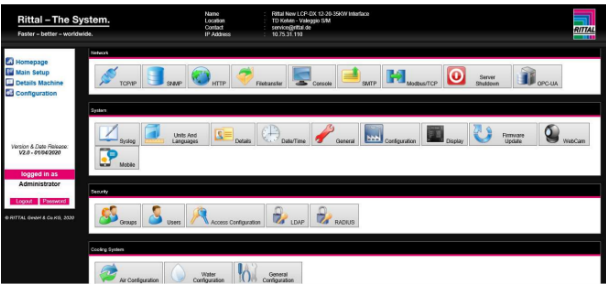 Rittal – The System.
Faster – better – worldwide.
Name : Rittal New LCP-DX 12-20-35KW Interface
Location : TD Kelvin - Valeggio S/M
Contact : service@rittal.de
IP Address : 10.75.31.110
RITTAL
Homepage
Main Setup
Details Machine
Configuration
Version & Date Release:
V2.0 - 01/04/2020
logged in as
Administrator
Logout Password
© RITTAL GmbH & Co.KG, 2020
Network
TCP/IP SNMP HTTP Filetransfer Console SMTP Modbus/TCP Server Shutdown OPC-UA
System
Syslog Units And Languages Details Date/Time General Configuration Display Firmware Update WebCam
Mobile
Security
Groups Users Access Configuration LDAP RADIUS
Cooling System
Air Configuration Water Configuration General Configuration